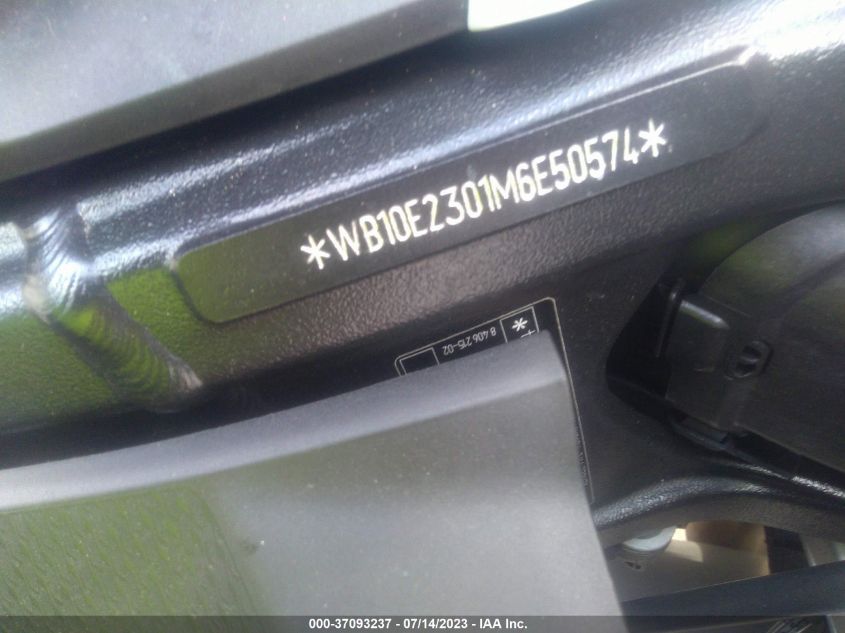 *WB10E2301M6E50574*
8 406 215-02
000-37093237 - 07/14/2023 - IAA Inc.